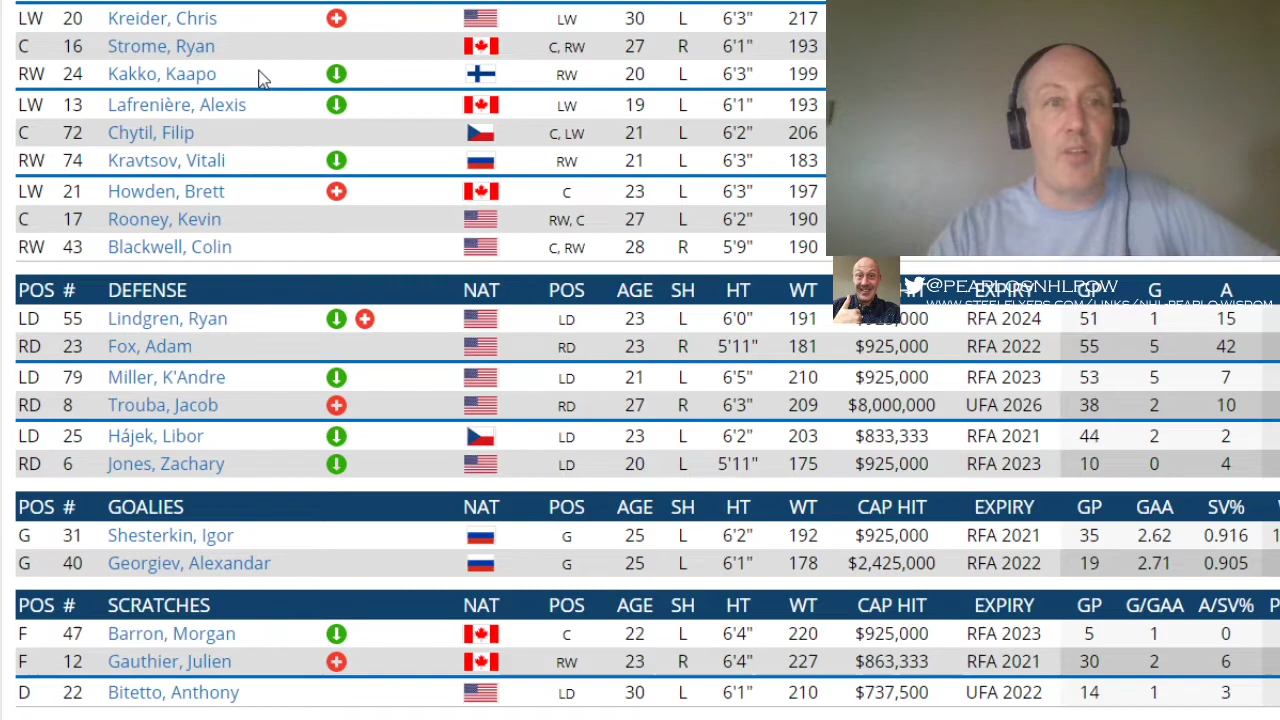 LW 20 Kreider, Chris LW 30 L 6'3" 217
C 16 Strome, Ryan C, RW 27 R 6'1" 193
RW 24 Kakko, Kaapo RW 20 L 6'3" 199
LW 13 Lafrenière, Alexis LW 19 L 6'1" 193
C 72 Chytil, Filip C, LW 21 L 6'2" 206
RW 74 Kravtsov, Vitali RW 21 L 6'3" 183
LW 21 Howden, Brett C 23 L 6'3" 197
C 17 Rooney, Kevin RW, C 27 L 6'2" 190
RW 43 Blackwell, Colin C, RW 28 R 5'9" 190
@PEARLOSNHLPOW
WWW.STEELFLYERS.COM/LINKS/NHL-PEARLOWISDOM
POS # DEFENSE NAT POS AGE SH HT WT EXPIRY GP G A
LD 55 Lindgren, Ryan LD 23 L 6'0" 191 RFA 2024 51 1 15
RD 23 Fox, Adam RD 23 R 5'11" 181 $925,000 RFA 2022 55 5 42
LD 79 Miller, K'Andre LD 21 L 6'5" 210 $925,000 RFA 2023 53 5 7
RD 8 Trouba, Jacob RD 27 R 6'3" 209 $8,000,000 UFA 2026 38 2 10
LD 25 Hájek, Libor LD 23 L 6'2" 203 $833,333 RFA 2021 44 2 2
RD 6 Jones, Zachary LD 20 L 5'11" 175 $925,000 RFA 2023 10 0 4
POS # GOALIES NAT POS AGE SH HT WT CAP HIT EXPIRY GP GAA SV%
G 31 Shesterkin, Igor G 25 L 6'2" 192 $925,000 RFA 2021 35 2.62 0.916
G 40 Georgiev, Alexandar G 25 L 6'1" 178 $2,425,000 RFA 2022 19 2.71 0.905
POS # SCRATCHES NAT POS AGE SH HT WT CAP HIT EXPIRY GP G/GAA A/SV%
F 47 Barron, Morgan C 22 L 6'4" 220 $925,000 RFA 2023 5 1 0
F 12 Gauthier, Julien RW 23 R 6'4" 227 $863,333 RFA 2021 30 2 6
D 22 Bitetto, Anthony LD 30 L 6'1" 210 $737,500 UFA 2022 14 1 3